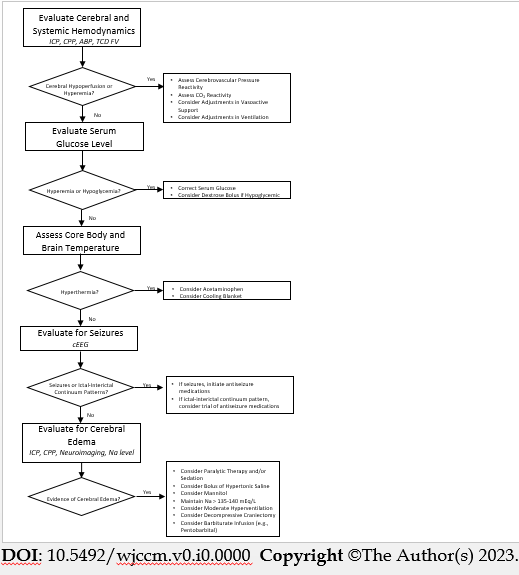 Evaluate Cerebral and
Systemic Hemodynamics
ICP, CPP, ABP, TCD FV
Cerebral Hypoperfusion or
Hyperemia?
Yes
• Assess Cerebrovascular Pressure
Reactivity
• Assess CO₂ Reactivity
• Consider Adjustments in Vasoactive
Support
• Consider Adjustments in Ventilation
No
Evaluate Serum
Glucose Level
Hyperemia or Hypoglycemia?
Yes
• Correct Serum Glucose
• Consider Dextrose Bolus if Hypoglycemic
No
Assess Core Body and
Brain Temperature
Hyperthermia?
Yes
• Consider Acetaminophen
• Consider Cooling Blanket
No
Evaluate for Seizures
cEEG
Seizures or Ictal-Interictal
Continuum Patterns?
Yes
• If seizures, initiate antiseizure
medications
• If ictal-interictal continuum pattern,
consider trial of antiseizure medications
No
Evaluate for Cerebral
Edema
ICP, CPP, Neuroimaging, Na level
Evidence of Cerebral Edema?
Yes
• Consider Paralytic Therapy and/or
Sedation
• Consider Bolus of Hypertonic Saline
• Consider Mannitol
• Maintain Na > 135-140 mEq/L
• Consider Moderate Hyperventilation
• Consider Decompressive Craniectomy
• Consider Barbiturate Infusion (e.g.,
Pentobarbital)
DOI: 10.5492/wjccm.v0.i0.0000 Copyright ©The Author(s) 2023.